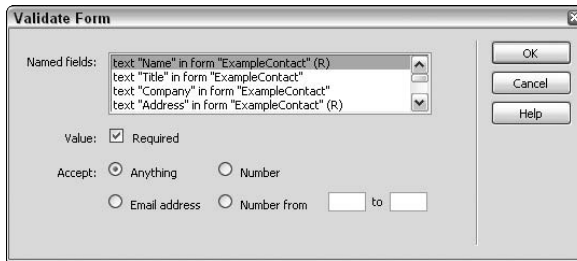 Validate Form
Named fields:
text "Name" in form "ExampleContact" (R)
text "Title" in form "ExampleContact"
text "Company" in form "ExampleContact"
text "Address" in form "ExampleContact" (R)
Value: Required
Accept: Anything Number
Email address Number from to
OK
Cancel
Help